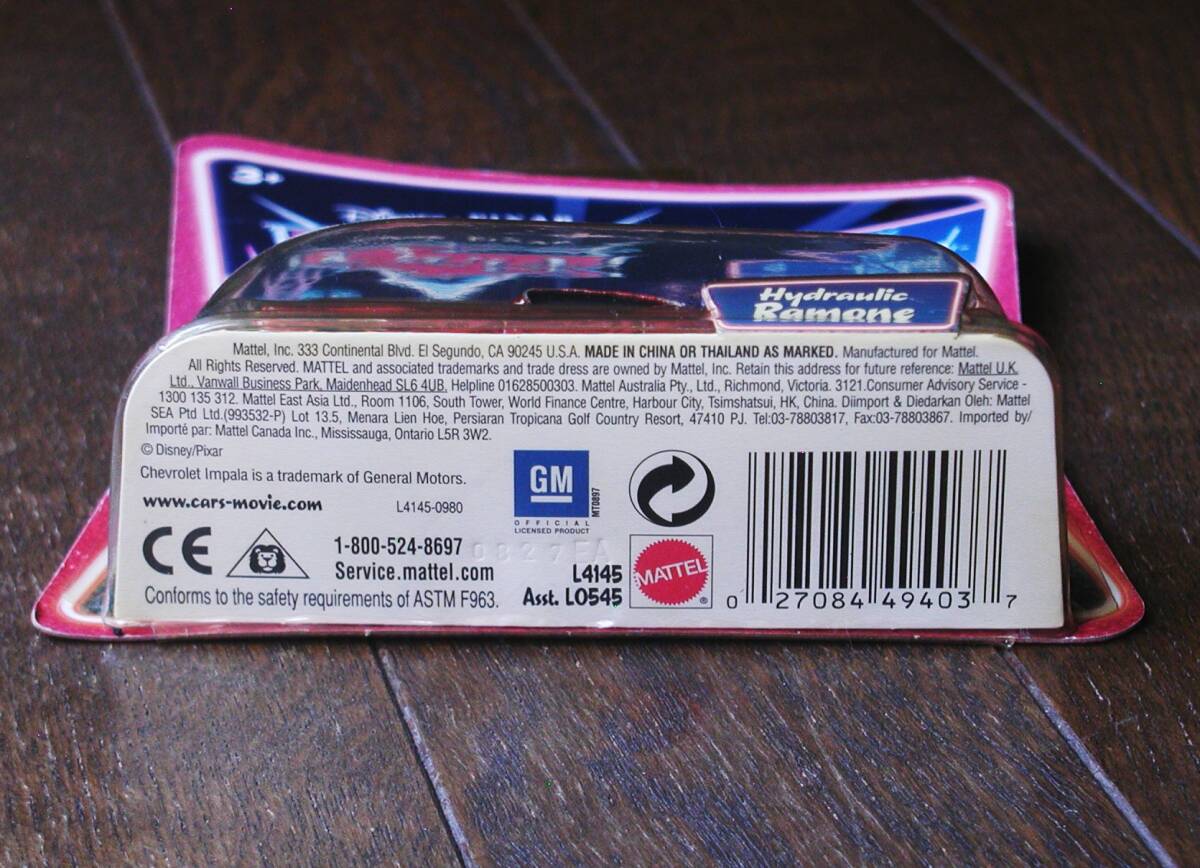 3+
DISNEY PIXAR
Hydraulic
Ramone
Mattel, Inc. 333 Continental Blvd. El Segundo, CA 90245 U.S.A. MADE IN CHINA OR THAILAND AS MARKED. Manufactured for Mattel.
All Rights Reserved. MATTEL and associated trademarks and trade dress are owned by Mattel, Inc. Retain this address for future reference: Mattel U.K.
Ltd., Vanwall Business Park, Maidenhead SL6 4UB. Helpline 01628500303. Mattel Australia Pty., Ltd., Richmond, Victoria. 3121.Consumer Advisory Service -
1300 135 312. Mattel East Asia Ltd., Room 1106, South Tower, World Finance Centre, Harbour City, Tsimshatsui, HK, China. Diimport & Diedarkan Oleh: Mattel
SEA Ptd Ltd.(993532-P) Lot 13.5, Menara Lien Hoe, Persiaran Tropicana Golf Country Resort, 47410 PJ. Tel:03-78803817, Fax:03-78803867. Imported by/
Importé par: Mattel Canada Inc., Mississauga, Ontario L5R 3W2.
© Disney/Pixar
Chevrolet Impala is a trademark of General Motors.
www.cars-movie.com L4145-0980
GM
OFFICIAL
LICENSED PRODUCT
MT0897
CE
1-800-524-8697
Service.mattel.com
0827EA
Conforms to the safety requirements of ASTM F963.
L4145
Asst. L0545
MATTEL
®
0 27084 49403 7